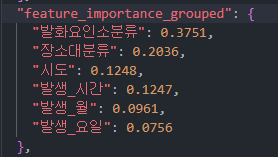 "feature_importance_grouped": {
"발화요인소분류": 0.3751,
"장소대분류": 0.2036,
"시도": 0.1248,
"발생_시간": 0.1247,
"발생_월": 0.0961,
"발생_요일": 0.0756
},